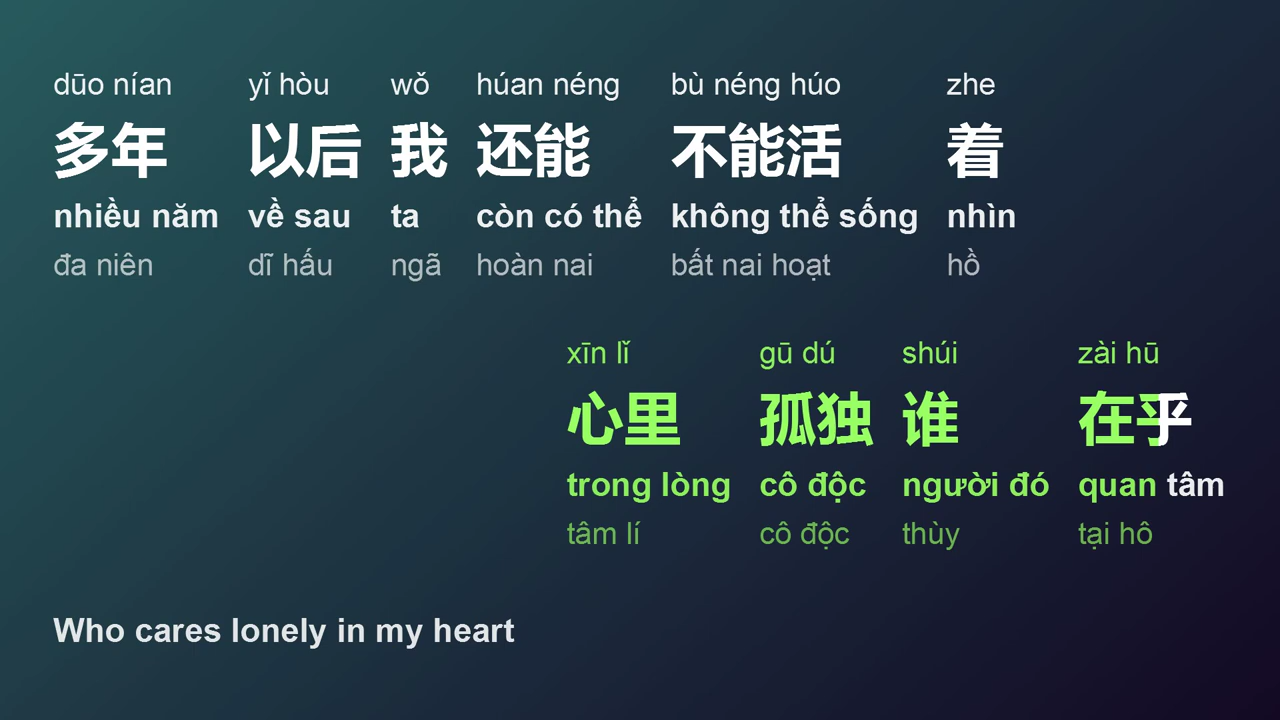 dūo nían yǐ hòu wǒ húan néng bù néng húo zhe
多年 以后 我 还能 不能活 着
nhiều năm về sau ta còn có thể không thể sống nhìn
đa niên dĩ hấu ngã hoàn nai bất nai hoạt hồ
xīn lǐ gū dú shúi zài hū
心里 孤独 谁 在乎
trong lòng cô độc người đó quan tâm
tâm lí cô độc thùy tại hô
Who cares lonely in my heart